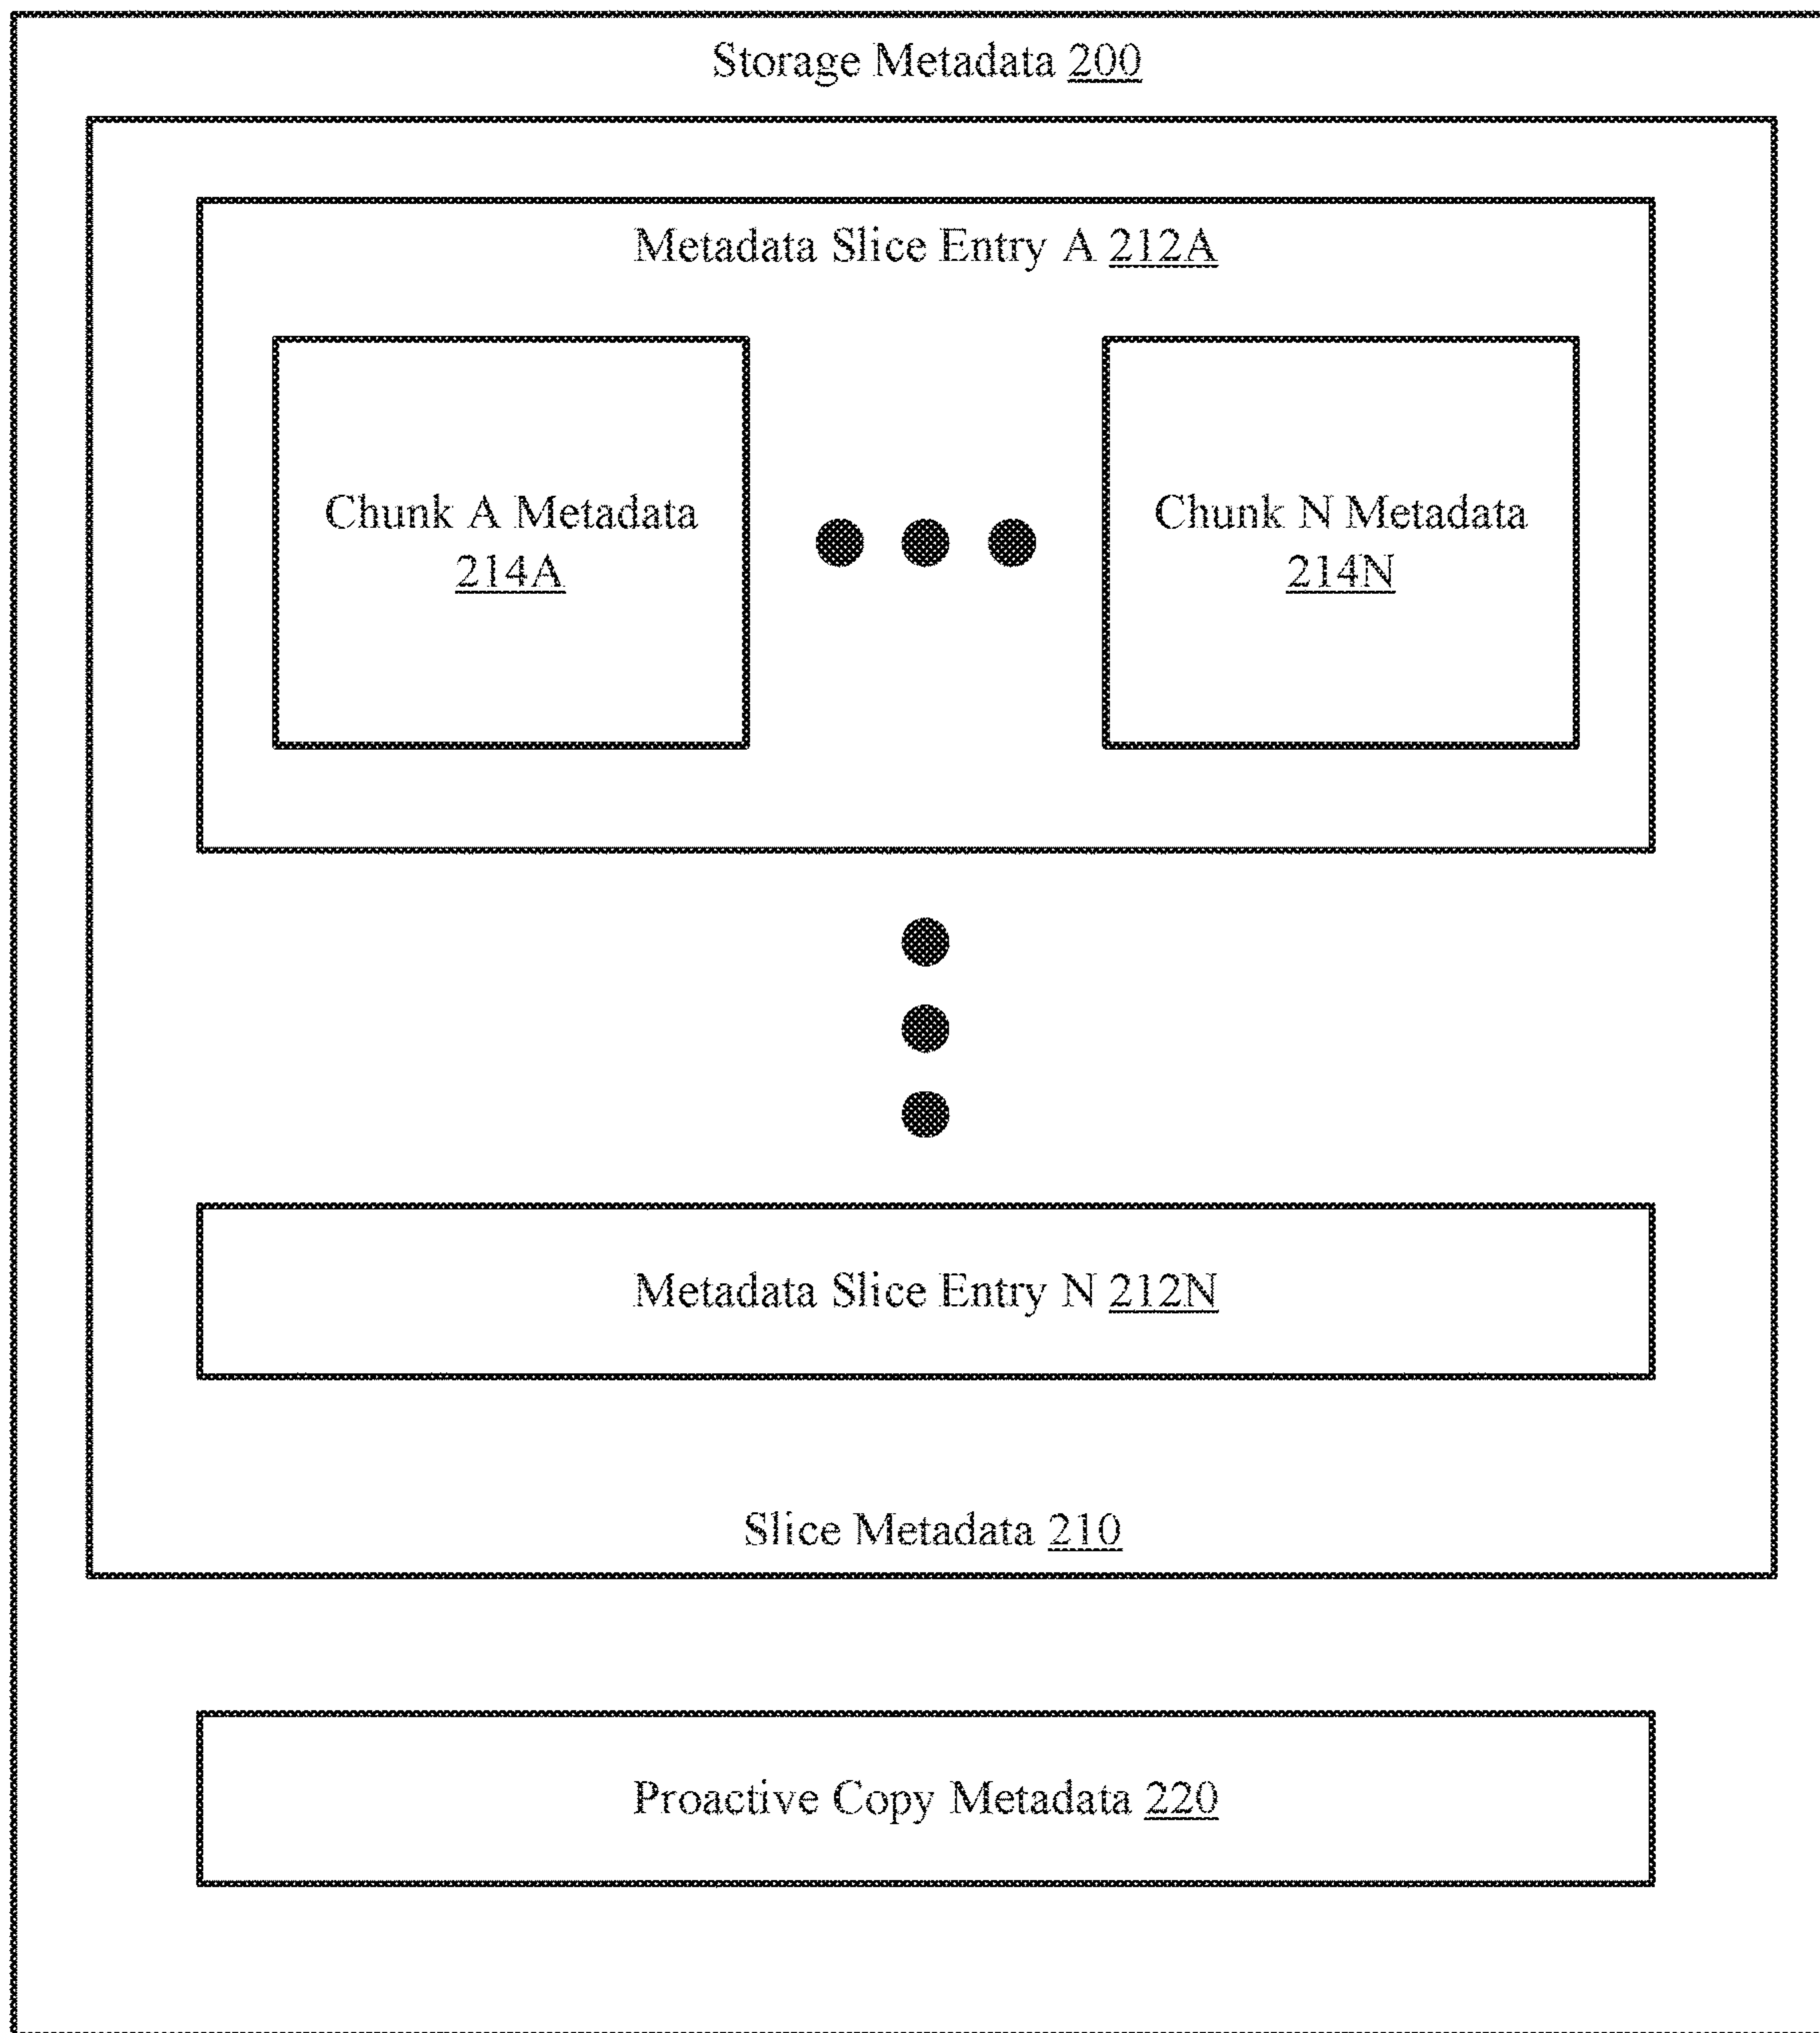 Storage Metadata 200
Metadata Slice Entry A 212A
Chunk A Metadata
214A
Chunk N Metadata
214N
Metadata Slice Entry N 212N
Slice Metadata 210
Proactive Copy Metadata 220